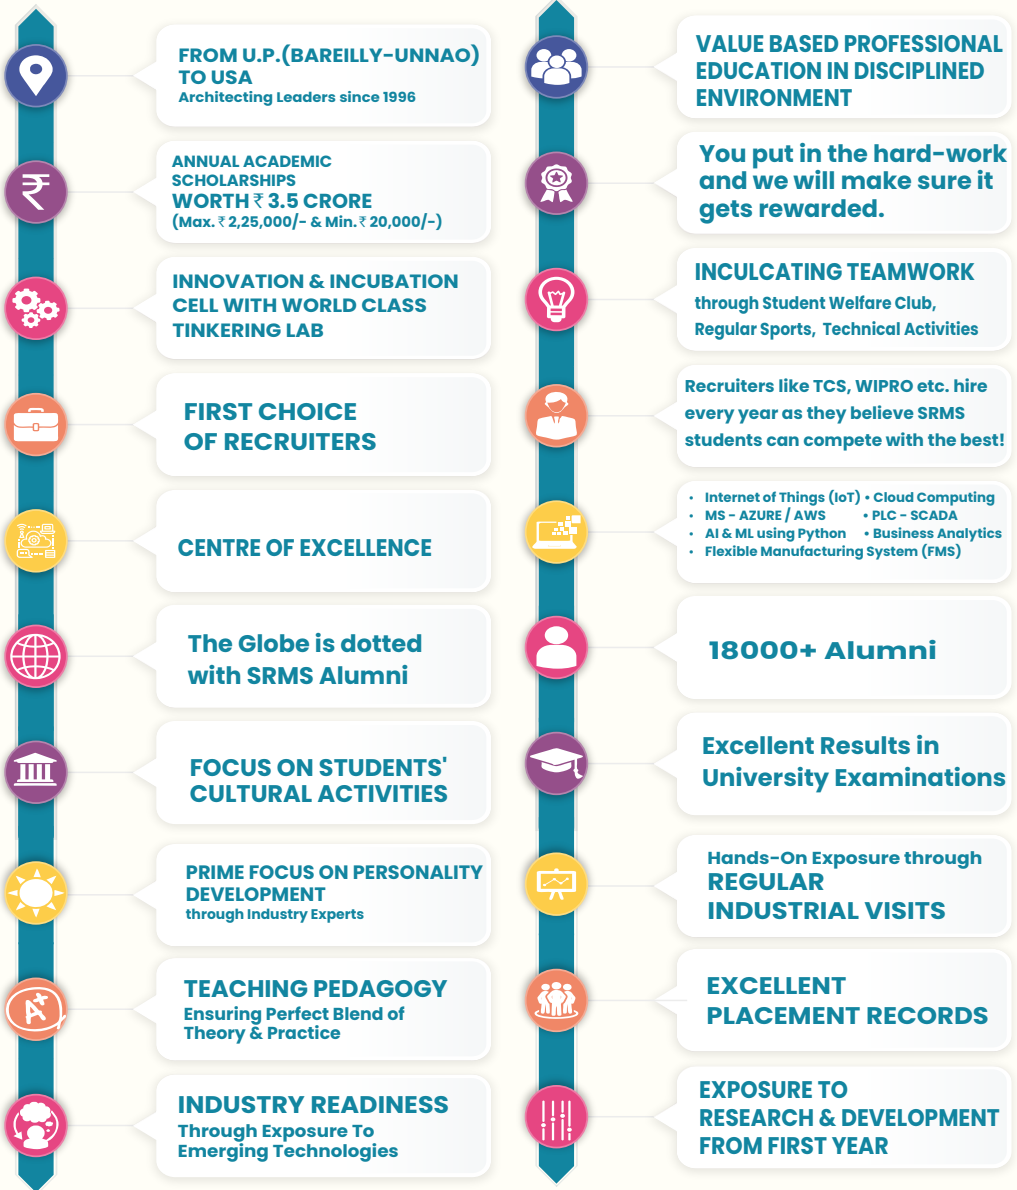 FROM U.P.(BAREILLY-UNNAO)
TO USA
Architecting Leaders since 1996
ANNUAL ACADEMIC
SCHOLARSHIPS
WORTH ₹ 3.5 CRORE
(Max. ₹ 2,25,000/- & Min. ₹ 20,000/-)
INNOVATION & INCUBATION
CELL WITH WORLD CLASS
TINKERING LAB
FIRST CHOICE
OF RECRUITERS
CENTRE OF EXCELLENCE
The Globe is dotted
with SRMS Alumni
FOCUS ON STUDENTS'
CULTURAL ACTIVITIES
PRIME FOCUS ON PERSONALITY
DEVELOPMENT
through Industry Experts
A+
TEACHING PEDAGOGY
Ensuring Perfect Blend of
Theory & Practice
INDUSTRY READINESS
Through Exposure To
Emerging Technologies
VALUE BASED PROFESSIONAL
EDUCATION IN DISCIPLINED
ENVIRONMENT
You put in the hard-work
and we will make sure it
gets rewarded.
INCULCATING TEAMWORK
through Student Welfare Club,
Regular Sports, Technical Activities
Recruiters like TCS, WIPRO etc. hire
every year as they believe SRMS
students can compete with the best!
• Internet of Things (IoT) • Cloud Computing
• MS - AZURE / AWS • PLC - SCADA
• AI & ML using Python • Business Analytics
• Flexible Manufacturing System (FMS)
18000+ Alumni
Excellent Results in
University Examinations
Hands-On Exposure through
REGULAR
INDUSTRIAL VISITS
EXCELLENT
PLACEMENT RECORDS
EXPOSURE TO
RESEARCH & DEVELOPMENT
FROM FIRST YEAR